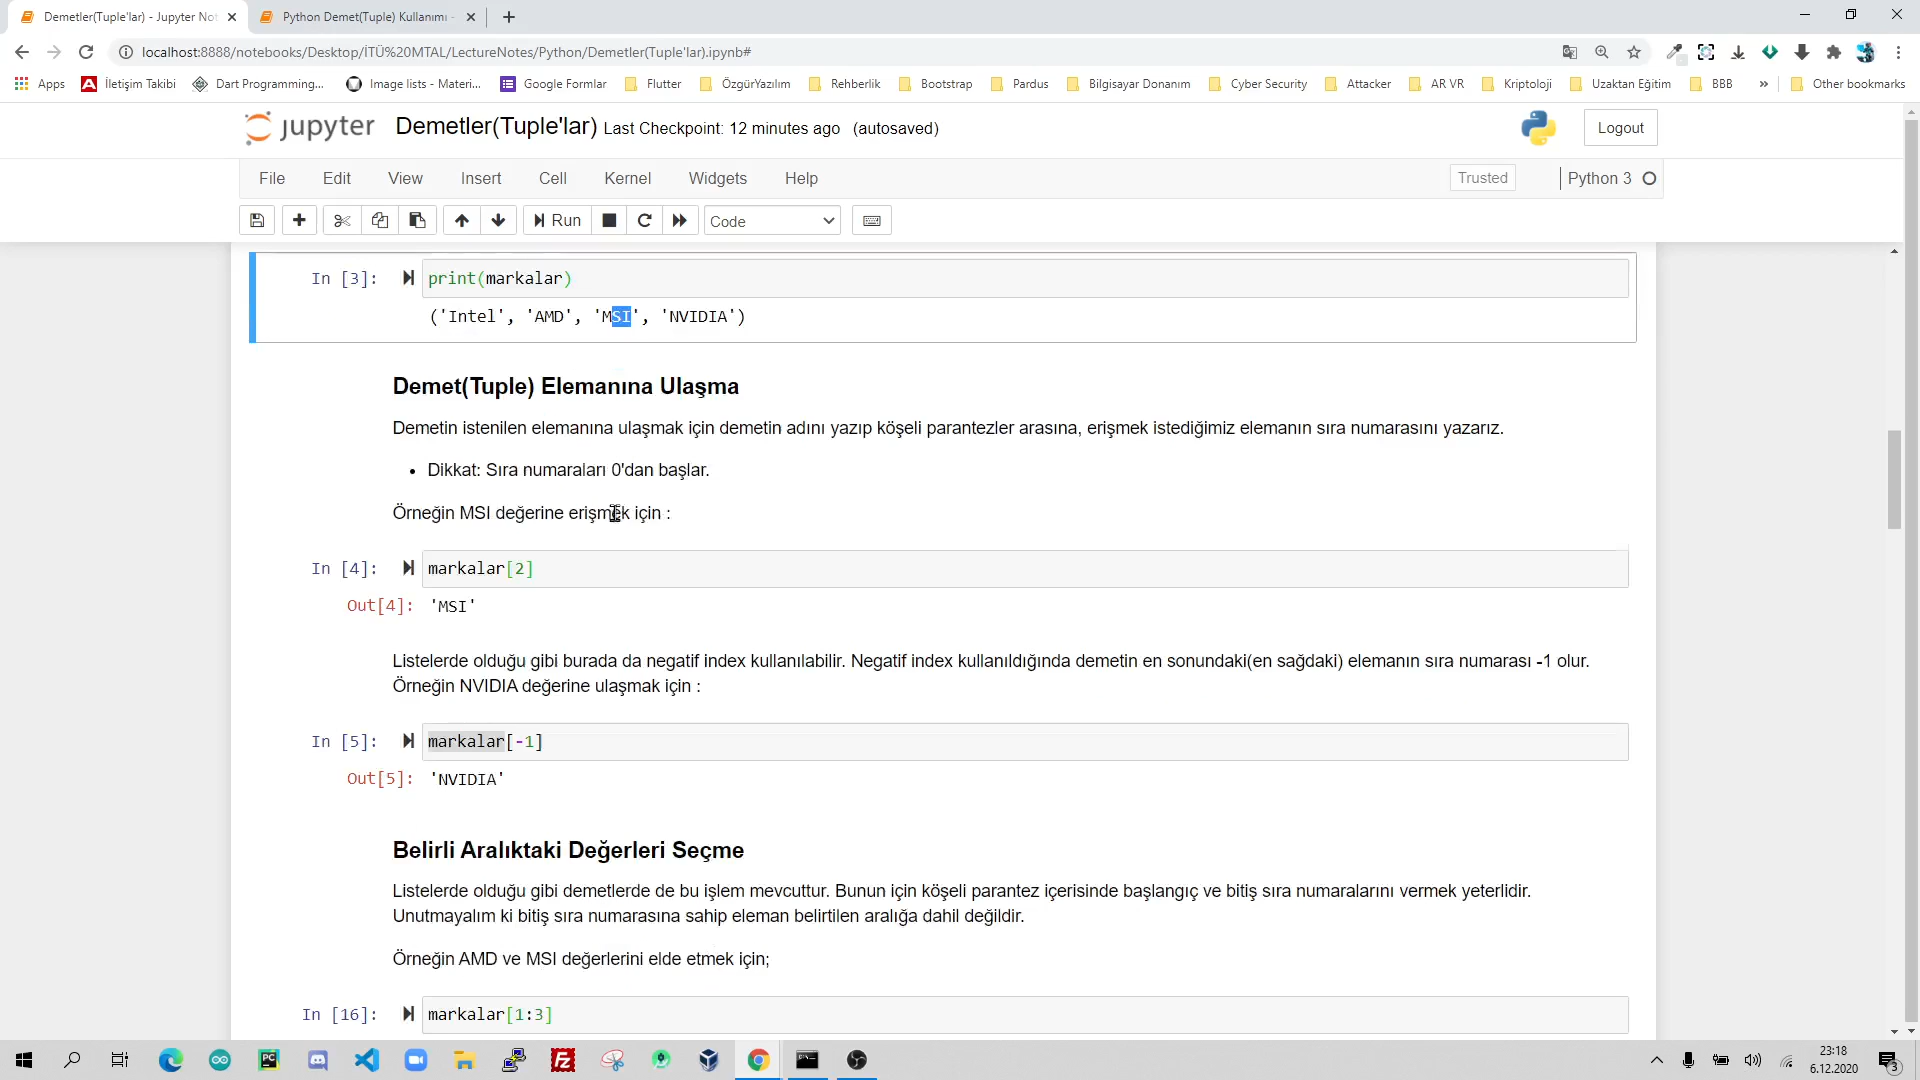 Demetler(Tuple'lar) - Jupyter Not
Python Demet(Tuple) Kullanımı -
localhost:8888/notebooks/Desktop/İTÜ%20MTAL/LectureNotes/Python/Demetler(Tuple'lar).ipynb#
Apps İletişim Takibi Dart Programming... Image lists - Materi... Google Formlar Flutter ÖzgürYazılım Rehberlik Bootstrap Pardus Bilgisayar Donanım Cyber Security Attacker AR VR Kriptoloji Uzaktan Eğitim BBB » Other bookmarks
jupyter Demetler(Tuple'lar) Last Checkpoint: 12 minutes ago (autosaved) Logout
File Edit View Insert Cell Kernel Widgets Help Trusted Python 3
Run Code
In [3]: print(markalar)
('Intel', 'AMD', 'MSI', 'NVIDIA')
Demet(Tuple) Elemanına Ulaşma
Demetin istenilen elemanına ulaşmak için demetin adını yazıp köşeli parantezler arasına, erişmek istediğimiz elemanın sıra numarasını yazarız.
• Dikkat: Sıra numaraları 0'dan başlar.
Örneğin MSI değerine erişmek için :
In [4]: markalar[2]
Out[4]: 'MSI'
Listelerde olduğu gibi burada da negatif index kullanılabilir. Negatif index kullanıldığında demetin en sonundaki(en sağdaki) elemanın sıra numarası -1 olur.
Örneğin NVIDIA değerine ulaşmak için :
In [5]: markalar[-1]
Out[5]: 'NVIDIA'
Belirli Aralıktaki Değerleri Seçme
Listelerde olduğu gibi demetlerde de bu işlem mevcuttur. Bunun için köşeli parantez içerisinde başlangıç ve bitiş sıra numaralarını vermek yeterlidir.
Unutmayalım ki bitiş sıra numarasına sahip eleman belirtilen aralığa dahil değildir.
Örneğin AMD ve MSI değerlerini elde etmek için;
In [16]: markalar[1:3]
23:18
6.12.2020
3